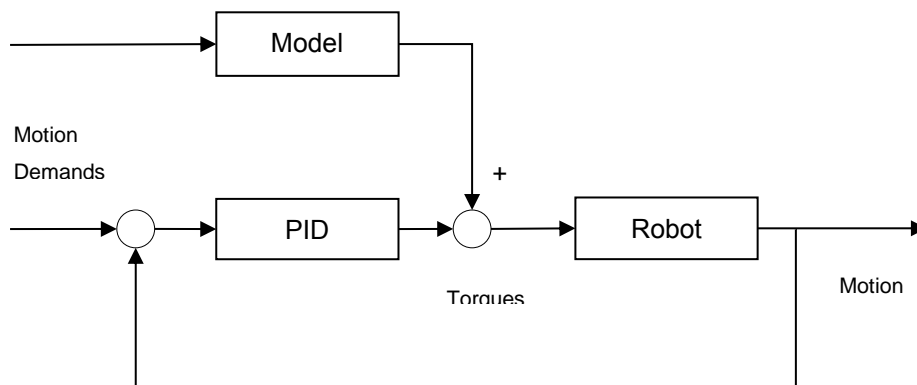 Model
Motion
Demands
+
PID
Robot
Torques
Motion